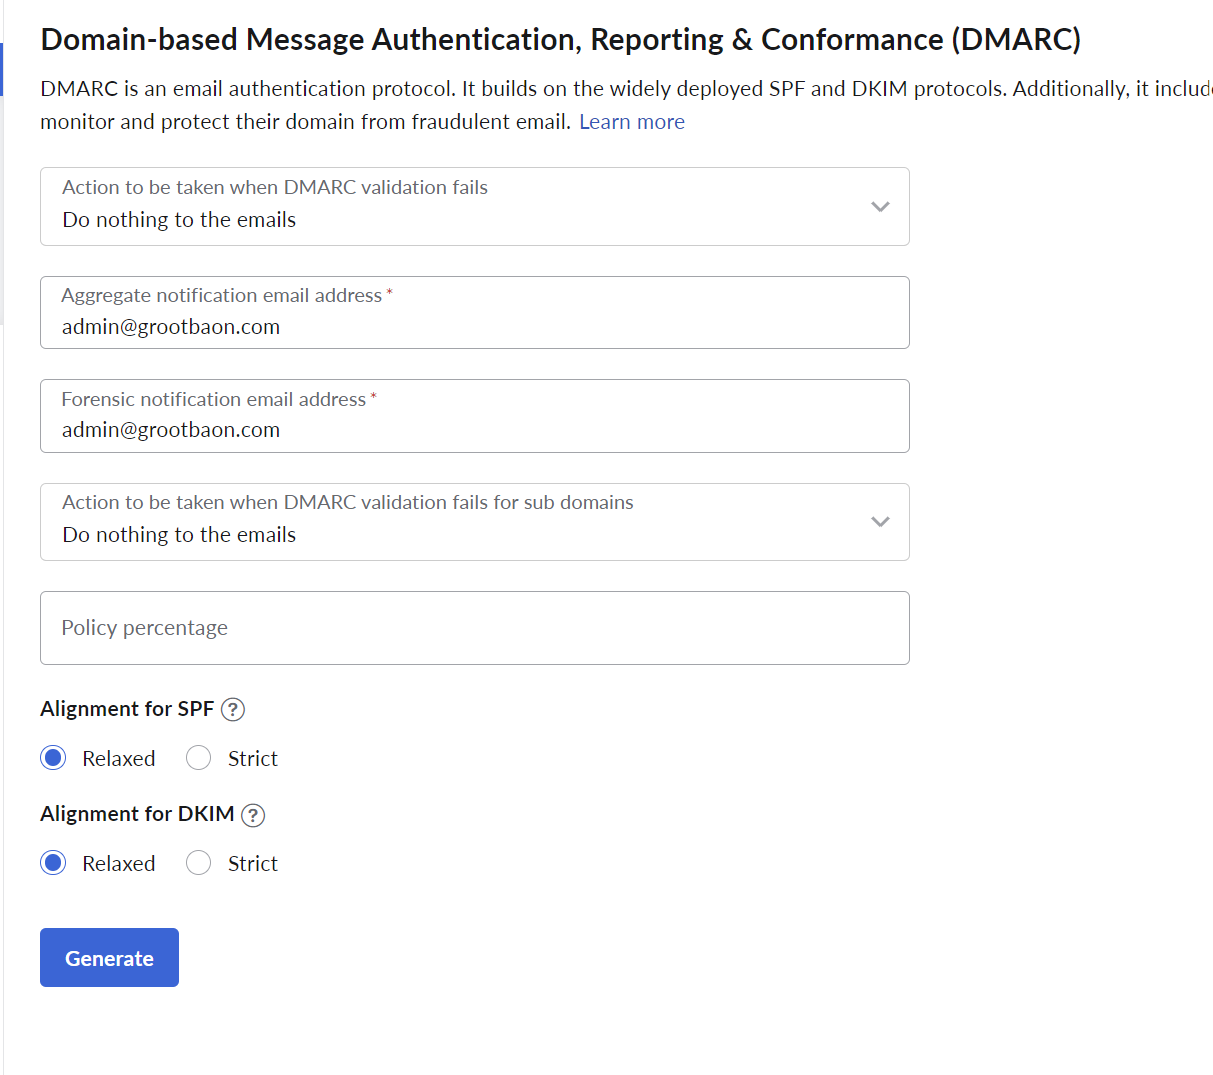 Domain-based Message Authentication, Reporting & Conformance (DMARC)
DMARC is an email authentication protocol. It builds on the widely deployed SPF and DKIM protocols. Additionally, it
monitor and protect their domain from fraudulent email. Learn more
Action to be taken when DMARC validation fails
Do nothing to the emails
Aggregate notification email address *
admin@grootbaon.com
Forensic notification email address *
admin@grootbaon.com
Action to be taken when DMARC validation fails for sub domains
Do nothing to the emails
Policy percentage
Alignment for SPF ?
Relaxed Strict
Alignment for DKIM ?
Relaxed Strict
Generate